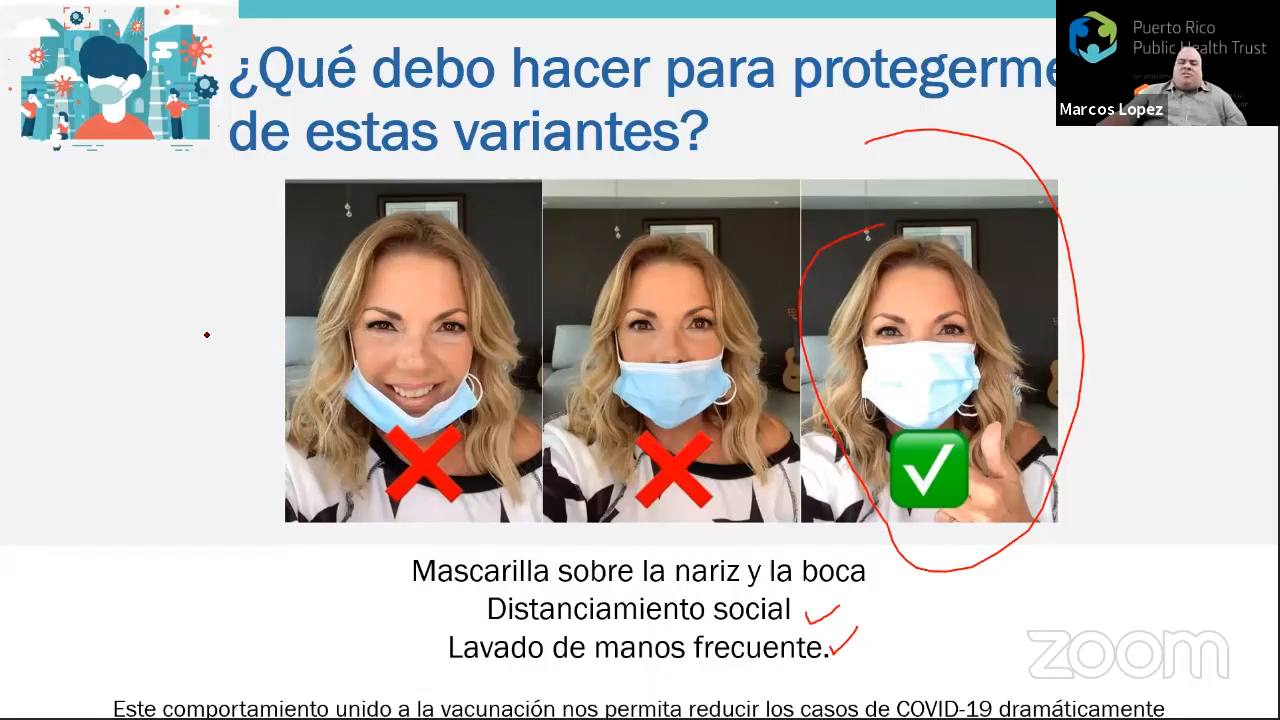 ¿Qué debo hacer para protegerme
de estas variantes?
Puerto Rico
Public Health Trust
Marcos Lopez
Mascarilla sobre la nariz y la boca
Distanciamiento social
Lavado de manos frecuente.
zoom
Este comportamiento unido a la vacunación nos permita reducir los casos de COVID-19 dramáticamente